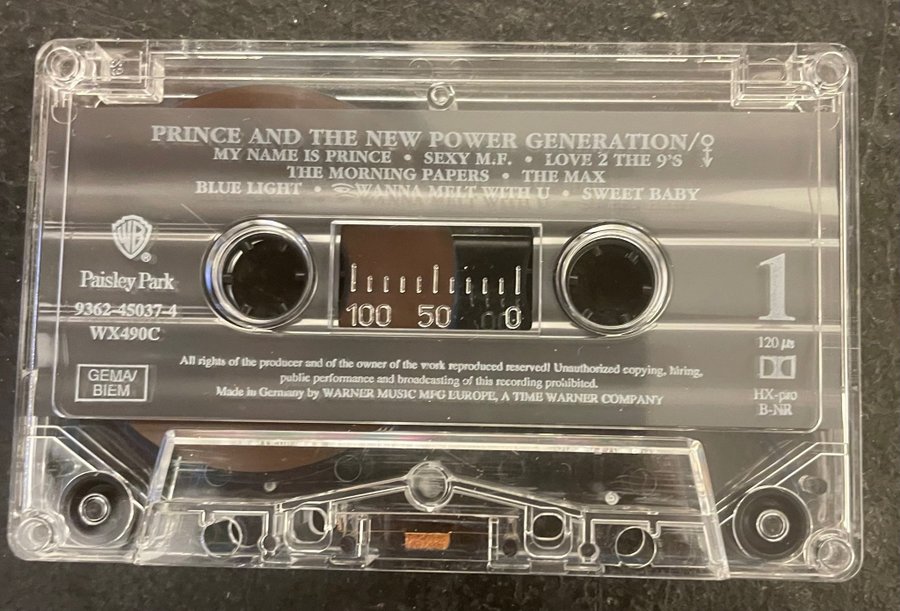 PRINCE AND THE NEW POWER GENERATION/
MY NAME IS PRINCE • SEXY M.F. • LOVE 2 THE 9'S
THE MORNING PAPERS • THE MAX
BLUE LIGHT • WANNA MELT WITH U • SWEET BABY
WB
®
Paisley Park
9362-45037-4
WX490C
GEMA/
BIEM
100 50 0
1
120 µs
HX-pro
B-NR
All rights of the producer and of the owner of the work reproduced reserved! Unauthorized copying, hiring,
public performance and broadcasting of this recording prohibited.
Made in Germany by WARNER MUSIC MFG EUROPE, A TIME WARNER COMPANY